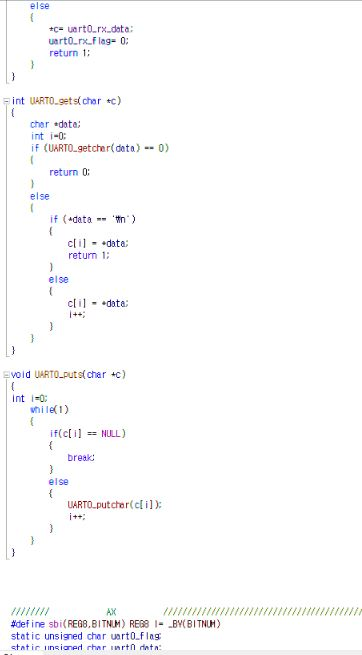 else
{
*c= uart0_rx_data;
uart0_rx_flag= 0;
return 1;
}
}
int UART0_gets(char *c)
{
char *data;
int i=0;
if (UART0_getchar(data) == 0)
{
return 0;
}
else
{
if (*data == '₩n')
{
c[i] = *data;
return 1;
}
else
{
c[i] = *data;
i++;
}
}
}
void UART0_puts(char *c)
{
int i=0;
while(1)
{
if(c[i] == NULL)
{
break;
}
else
{
UART0_putchar(c[i]);
i++;
}
}
}
//////// AX ////////////////////////////////////////
#define sbi(REG8,BITNUM) REG8 |= _BV(BITNUM)
static unsigned char uart0_flag;
static unsigned char uart0_data;